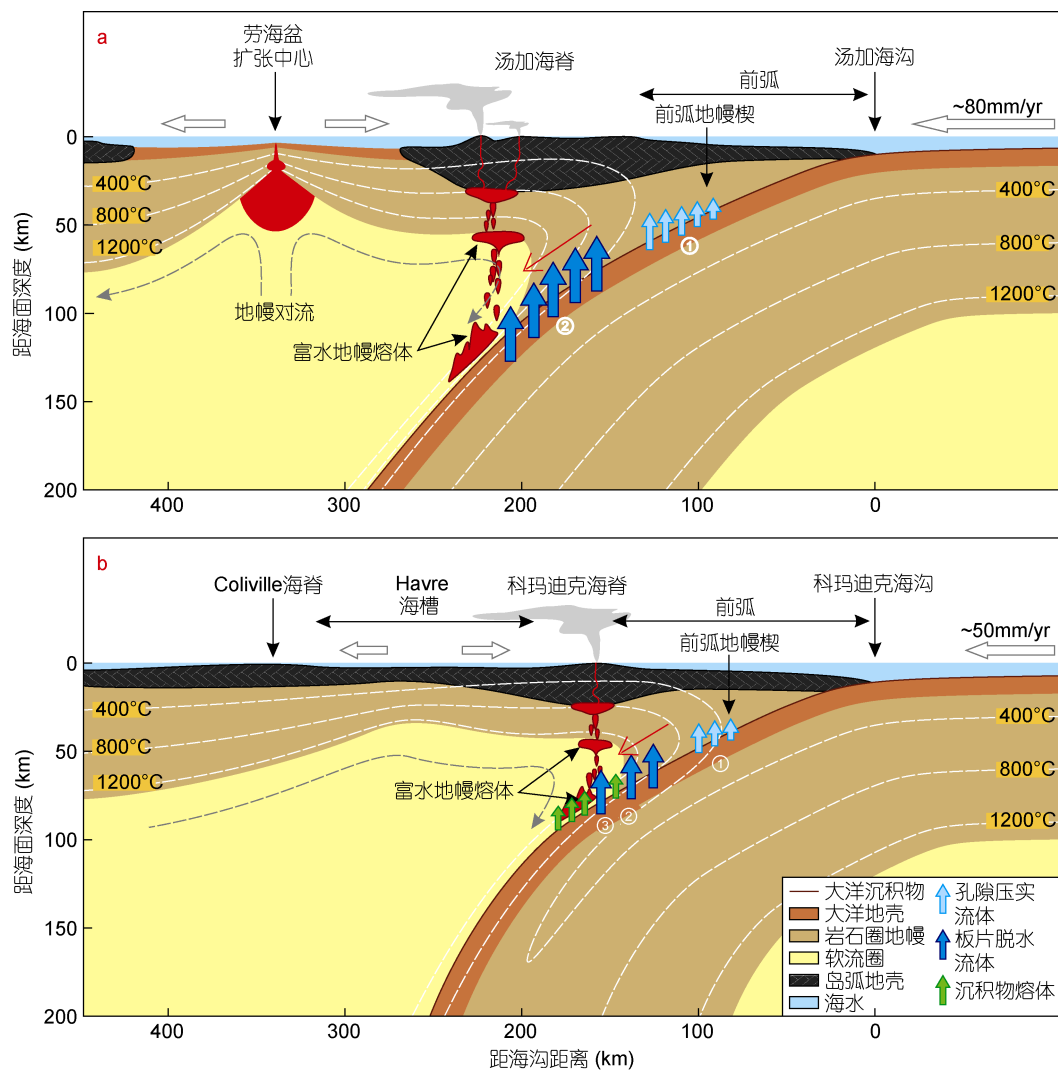 a
劳海盆
扩张中心
汤加海脊
汤加海沟
前弧
前弧地幔楔
~80mm/yr
0
50
100
150
200
距海面深度 (km)
400°C
800°C
1200°C
400°C
800°C
1200°C
①
②
地幔对流
富水地幔熔体
400
300
200
100
0
b
Coliville海脊
Havre
海槽
科玛迪克海脊
科玛迪克海沟
前弧
前弧地幔楔
~50mm/yr
0
50
100
150
200
距海面深度 (km)
400°C
800°C
1200°C
400°C
800°C
1200°C
富水地幔熔体
①
②
③
大洋沉积物
大洋地壳
岩石圈地幔
软流圈
岛弧地壳
海水
孔隙压实
流体
板片脱水
流体
沉积物熔体
400
300
200
100
0
距海沟距离 (km)